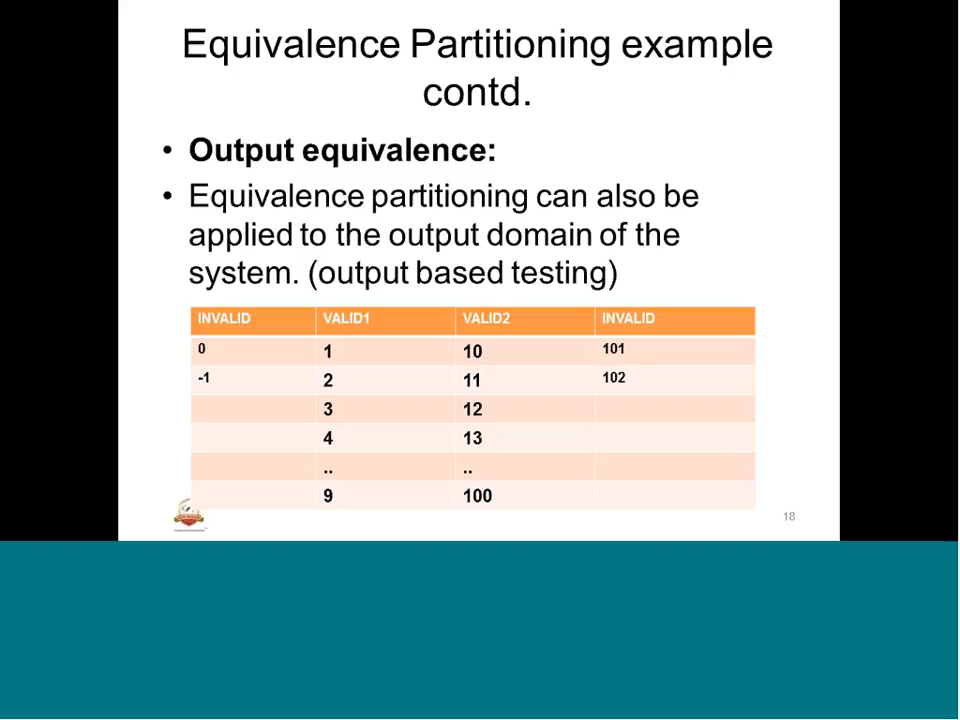 Equivalence Partitioning example
contd.
• Output equivalence:
• Equivalence partitioning can also be
applied to the output domain of the
system. (output based testing)
INVALID VALID1 VALID2 INVALID
0 1 10 101
-1 2 11 102
3 12
4 13
.. ..
9 100
18